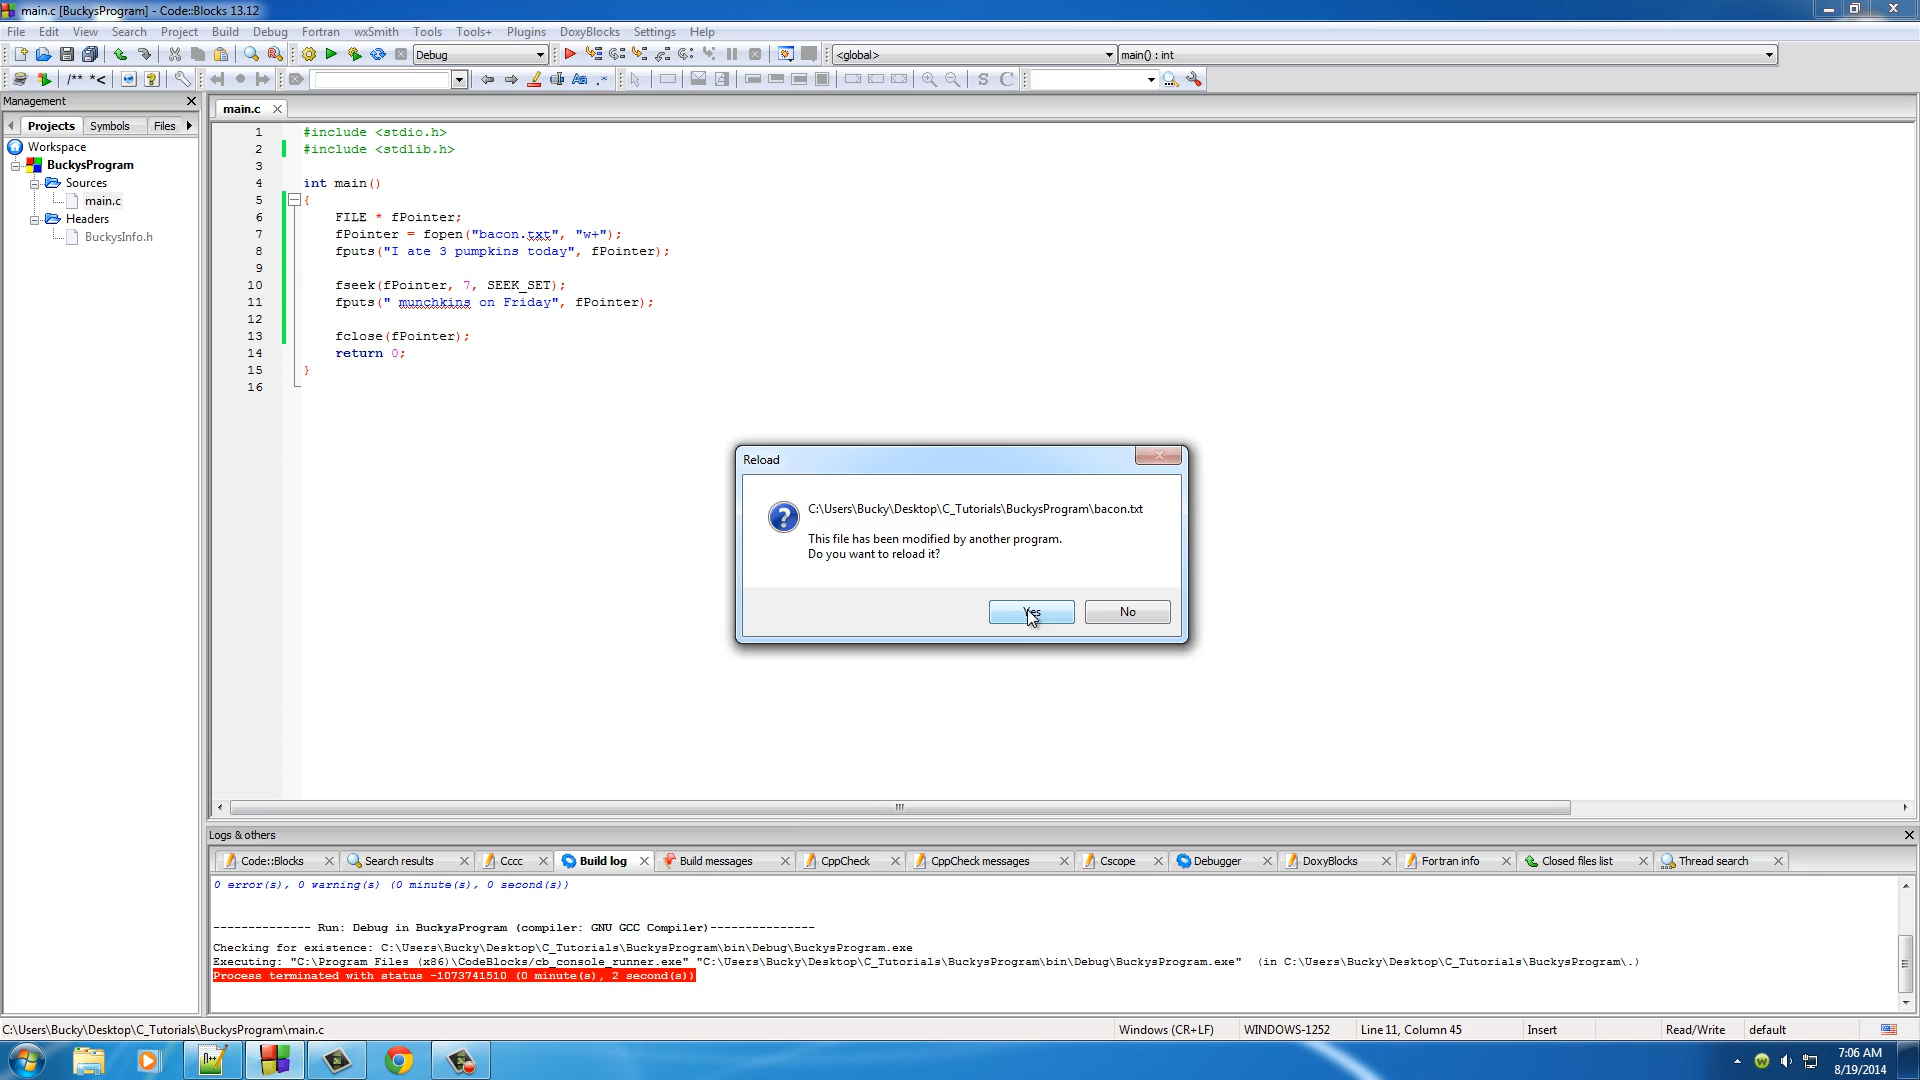 main.c [BuckysProgram] - Code::Blocks 13.12
File Edit View Search Project Build Debug Fortran wxSmith Tools Tools+ Plugins DoxyBlocks Settings Help
Debug <global> main() : int
/** *< Aa .* S C
Management
main.c
Projects Symbols Files
Workspace
BuckysProgram
Sources
main.c
Headers
BuckysInfo.h
1 #include <stdio.h>
2 #include <stdlib.h>
3
4 int main()
5 {
6 FILE * fPointer;
7 fPointer = fopen("bacon.txt", "w+");
8 fputs("I ate 3 pumpkins today", fPointer);
9
10 fseek(fPointer, 7, SEEK_SET);
11 fputs(" munchkins on Friday", fPointer);
12
13 fclose(fPointer);
14 return 0;
15 }
16
Reload
C:\Users\Bucky\Desktop\C_Tutorials\BuckysProgram\bacon.txt
This file has been modified by another program.
Do you want to reload it?
Yes No
Logs & others
Code::Blocks Search results Cccc Build log Build messages CppCheck CppCheck messages Cscope Debugger DoxyBlocks Fortran info Closed files list Thread search
0 error(s), 0 warning(s) (0 minute(s), 0 second(s))
-------------- Run: Debug in BuckysProgram (compiler: GNU GCC Compiler)---------------
Checking for existence: C:\Users\Bucky\Desktop\C_Tutorials\BuckysProgram\bin\Debug\BuckysProgram.exe
Executing: "C:\Program Files (x86)\CodeBlocks/cb_console_runner.exe" "C:\Users\Bucky\Desktop\C_Tutorials\BuckysProgram\bin\Debug\BuckysProgram.exe" (in C:\Users\Bucky\Desktop\C_Tutorials\BuckysProgram\.)
Process terminated with status -1073741510 (0 minute(s), 2 second(s))
C:\Users\Bucky\Desktop\C_Tutorials\BuckysProgram\main.c Windows (CR+LF) WINDOWS-1252 Line 11, Column 45 Insert Read/Write default
7:06 AM
8/19/2014